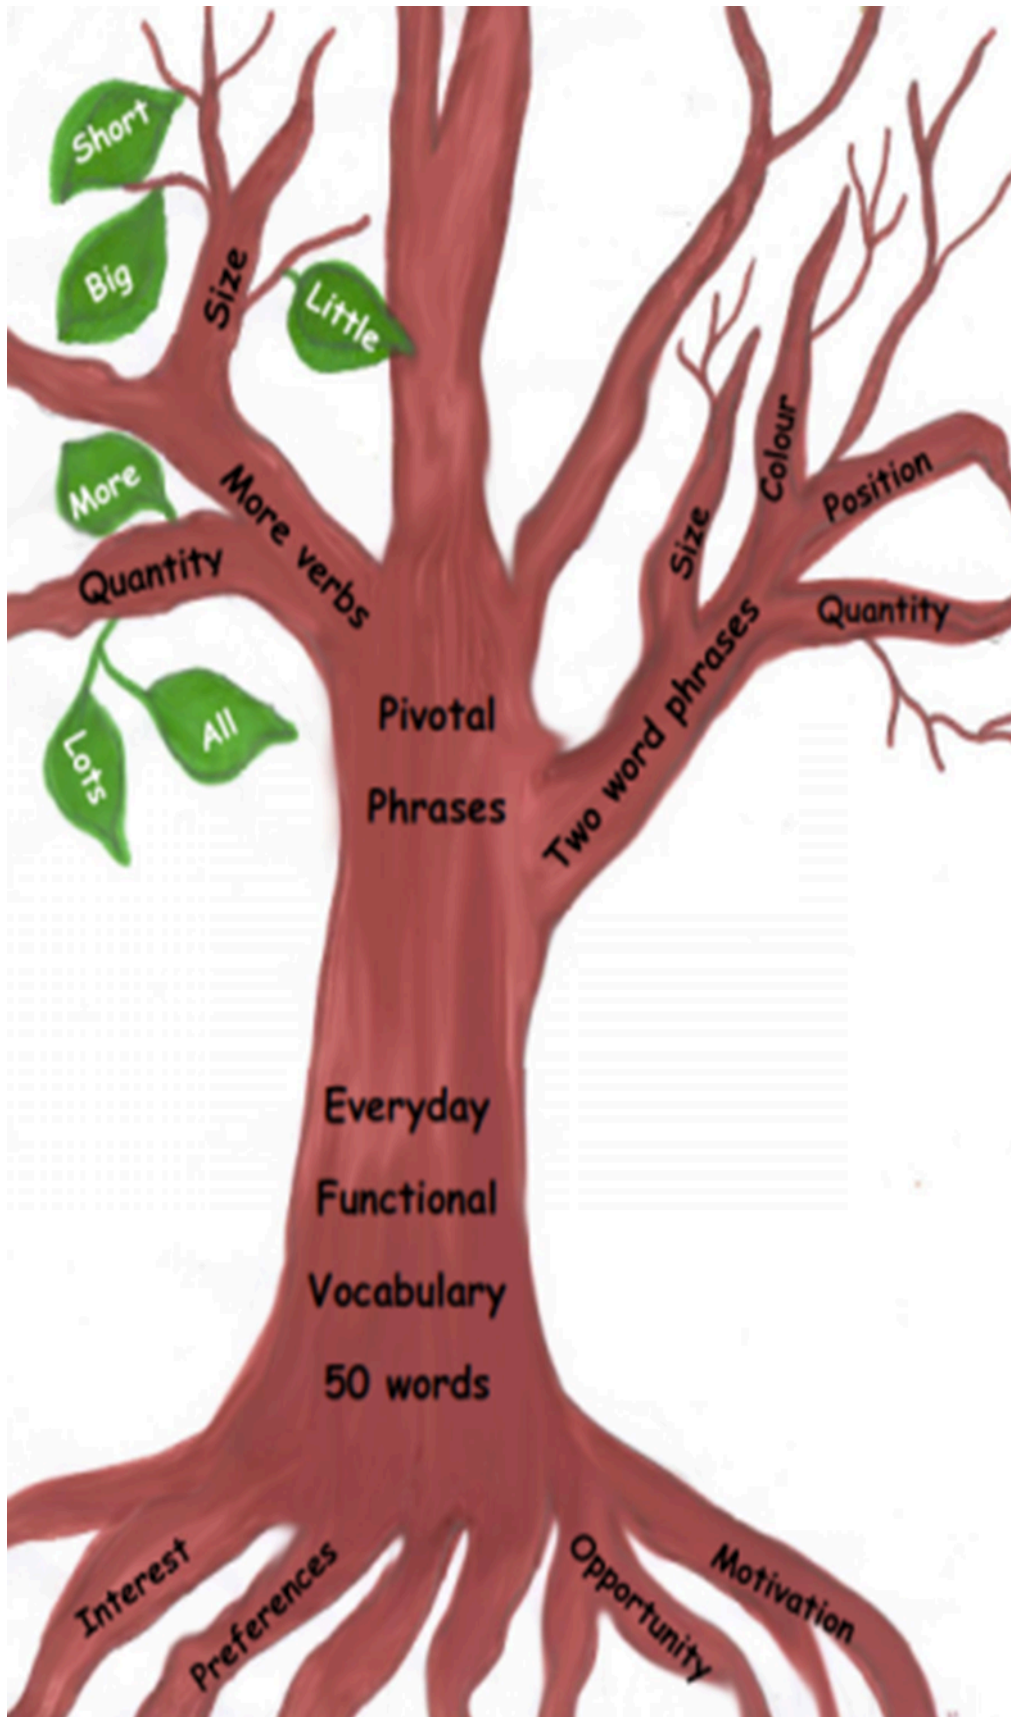 Short
Big
Size
Little
More
Quantity
More verbs
Lots
All
Size
Colour
Position
Quantity
Two word phrases
Pivotal
Phrases
Everyday
Functional
Vocabulary
50 words
Interest
Preferences
Opportunity
Motivation